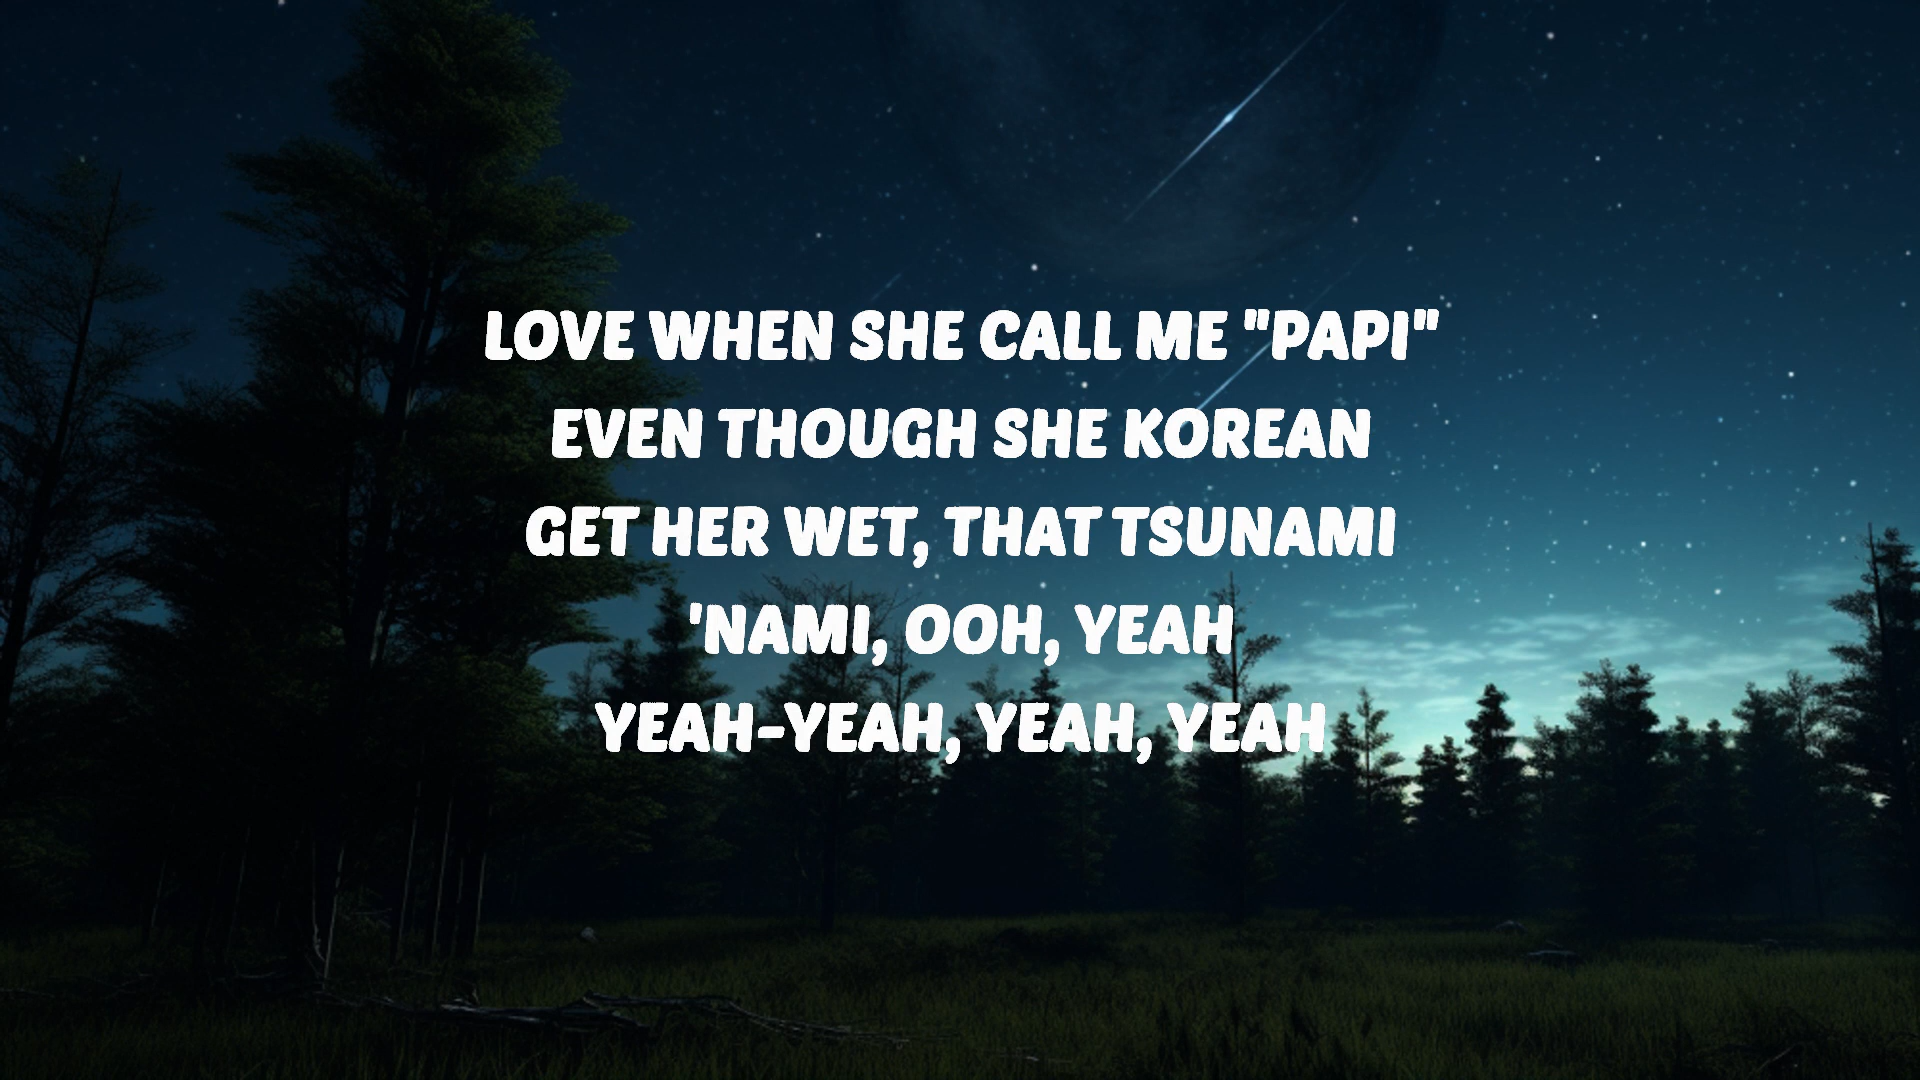 LOVE WHEN SHE CALL ME "PAPI"
EVEN THOUGH SHE KOREAN
GET HER WET, THAT TSUNAMI
'NAMI, OOH, YEAH
YEAH-YEAH, YEAH, YEAH